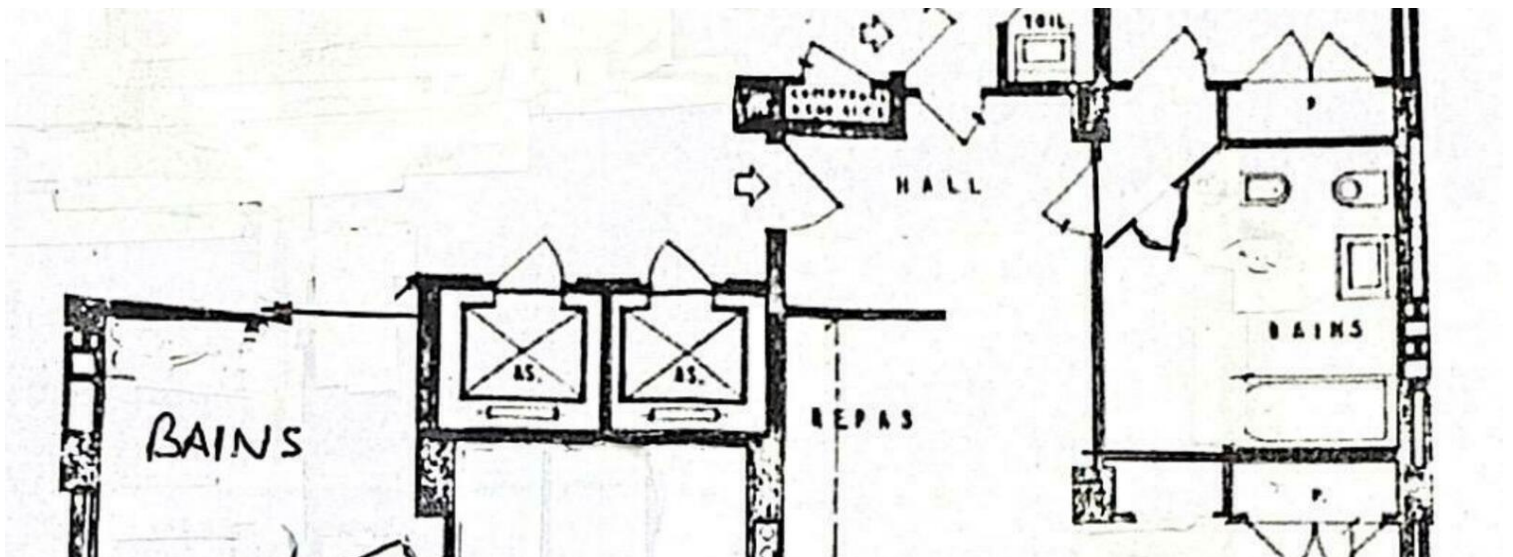 TOIL
P.
HALL
BAINS
AS.
AS.
REPAS
BAINS
P.